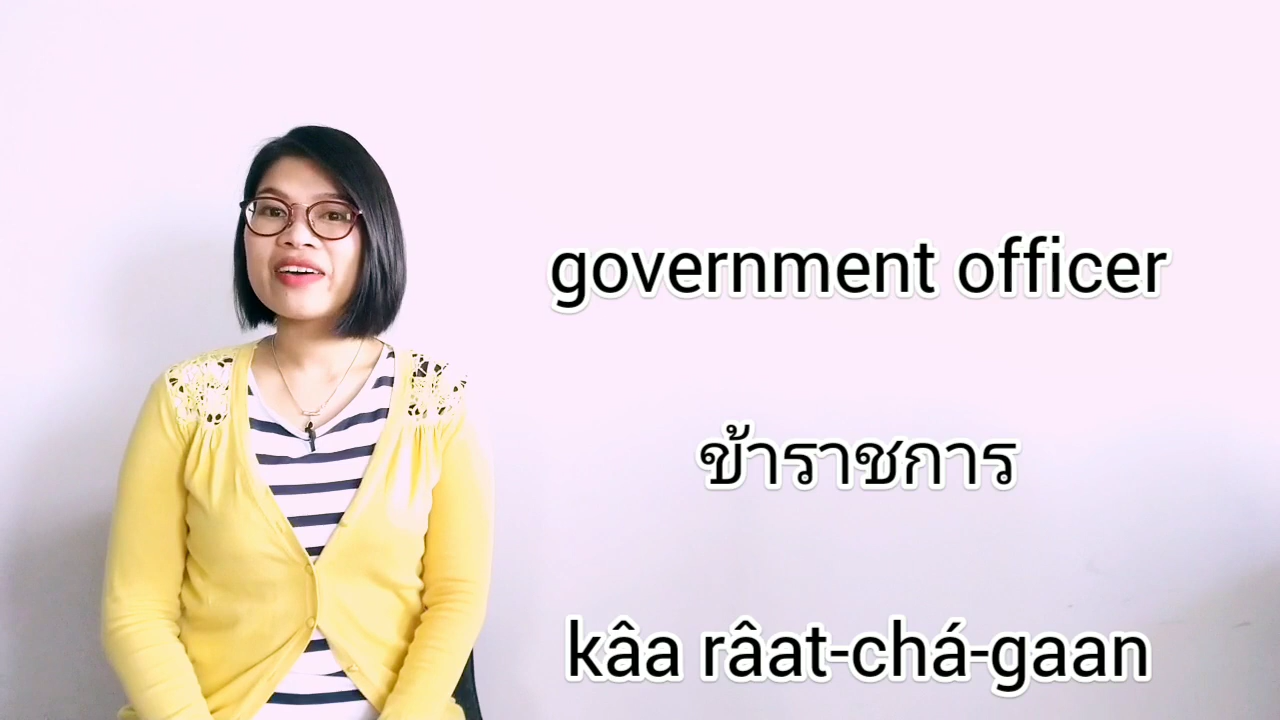 government officer
ข้าราชการ
kâa râat-chá-gaan